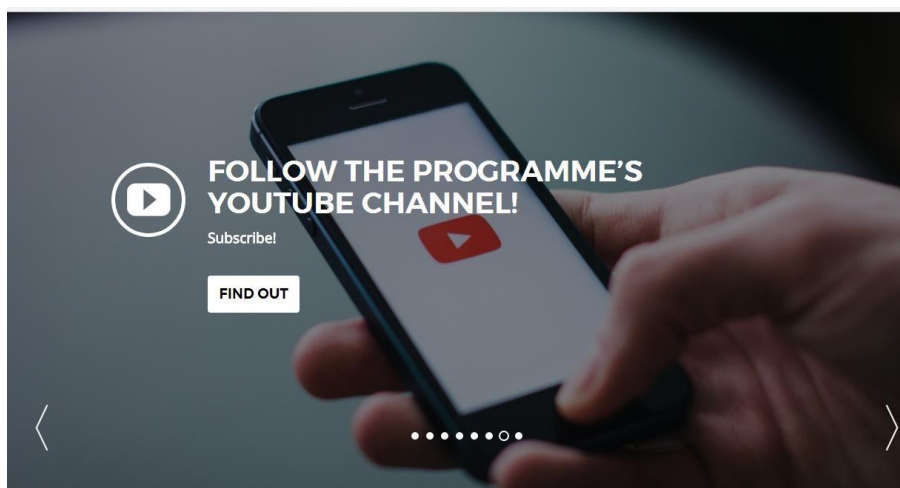 FOLLOW THE PROGRAMME'S
YOUTUBE CHANNEL!
Subscribe!
FIND OUT